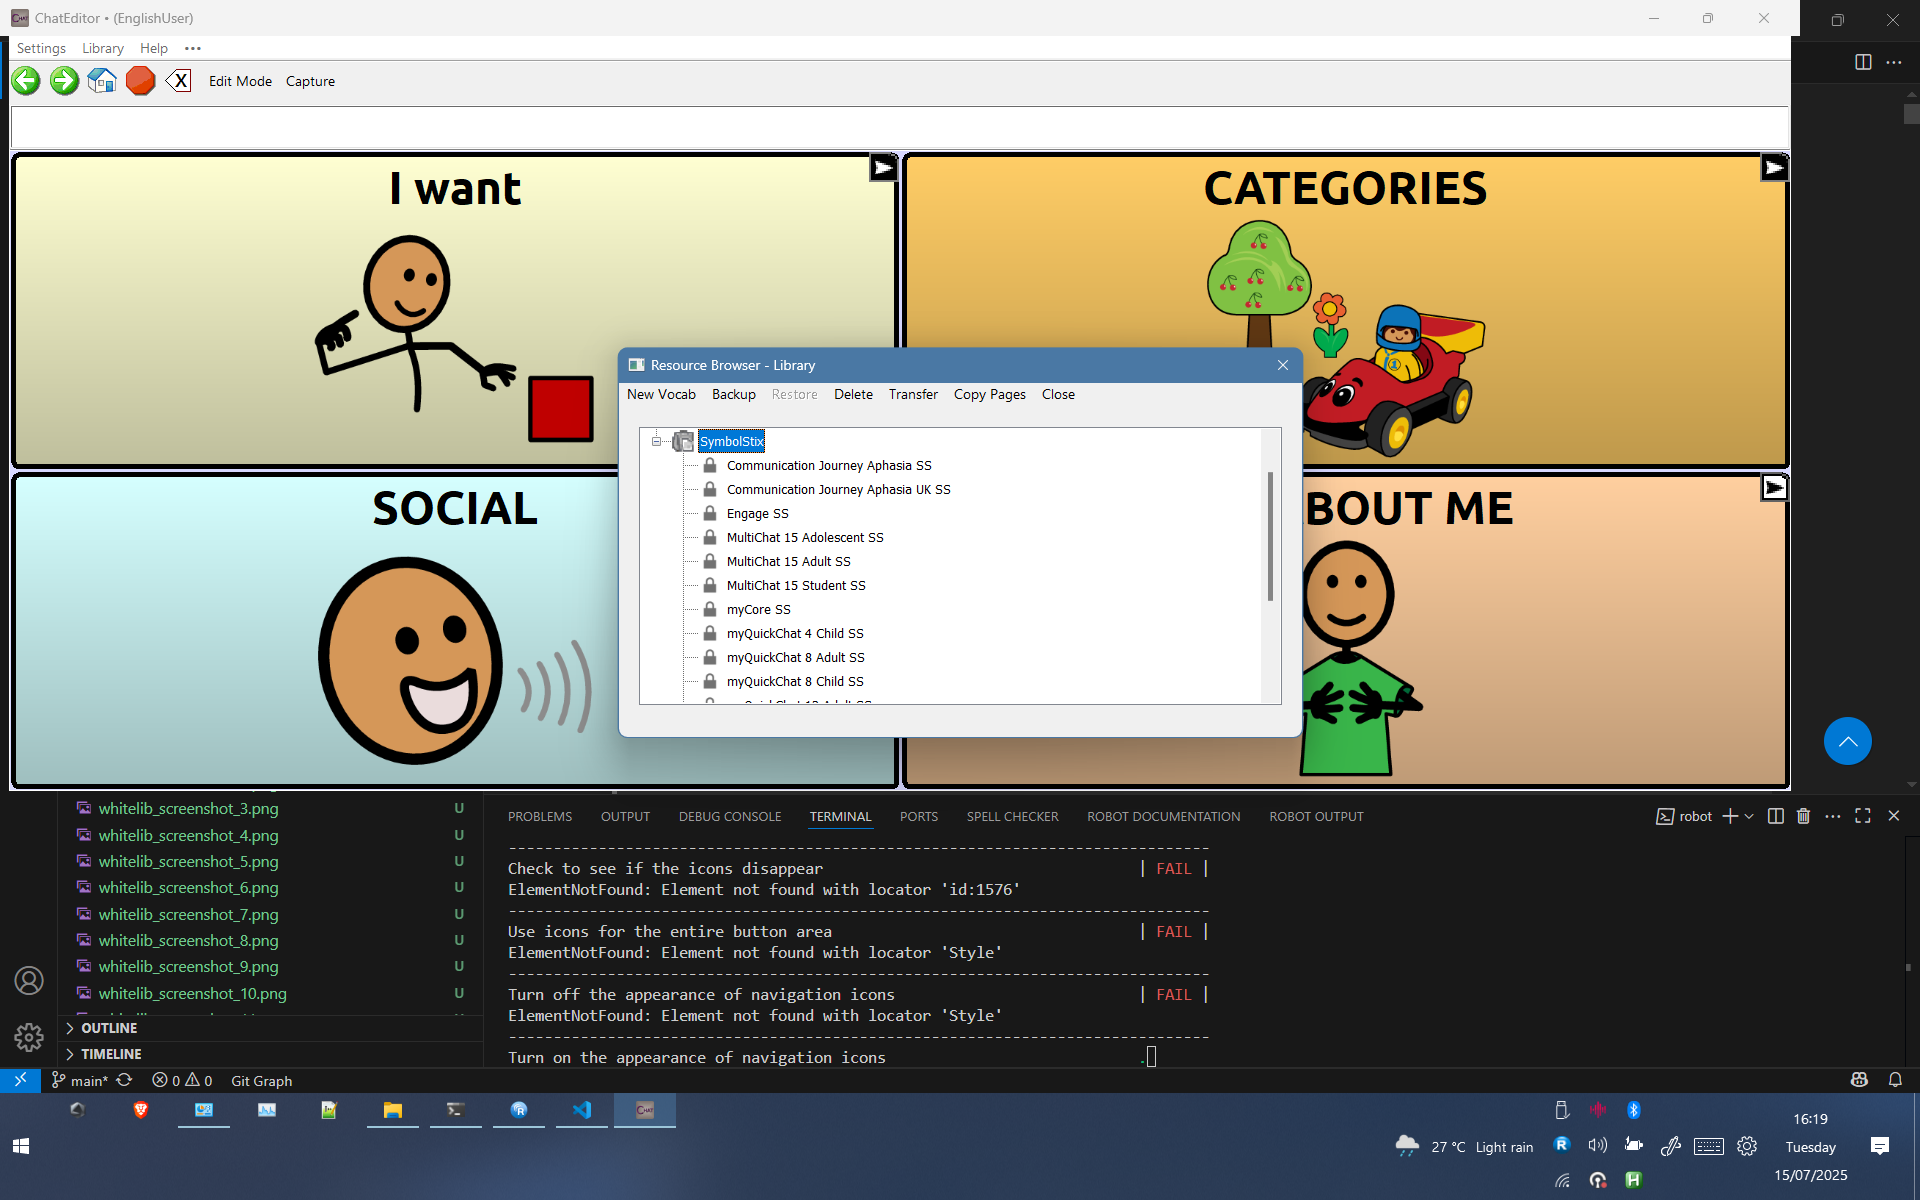 ChatEditor • (EnglishUser)
Settings Library Help
Edit Mode Capture
I want
CATEGORIES
SOCIAL
BOUT ME
Resource Browser - Library
New Vocab Backup Restore Delete Transfer Copy Pages Close
SymbolStix
Communication Journey Aphasia SS
Communication Journey Aphasia UK SS
Engage SS
MultiChat 15 Adolescent SS
MultiChat 15 Adult SS
MultiChat 15 Student SS
myCore SS
myQuickChat 4 Child SS
myQuickChat 8 Adult SS
myQuickChat 8 Child SS
whitelib_screenshot_3.png U
whitelib_screenshot_4.png U
whitelib_screenshot_5.png U
whitelib_screenshot_6.png U
whitelib_screenshot_7.png U
whitelib_screenshot_8.png U
whitelib_screenshot_9.png U
whitelib_screenshot_10.png U
OUTLINE
TIMELINE
PROBLEMS OUTPUT DEBUG CONSOLE TERMINAL PORTS SPELL CHECKER ROBOT DOCUMENTATION ROBOT OUTPUT
robot
Check to see if the icons disappear | FAIL |
ElementNotFound: Element not found with locator 'id:1576'
Use icons for the entire button area | FAIL |
ElementNotFound: Element not found with locator 'Style'
Turn off the appearance of navigation icons | FAIL |
ElementNotFound: Element not found with locator 'Style'
Turn on the appearance of navigation icons .
main* 0 0 Git Graph
27 °C Light rain
16:19
Tuesday
15/07/2025